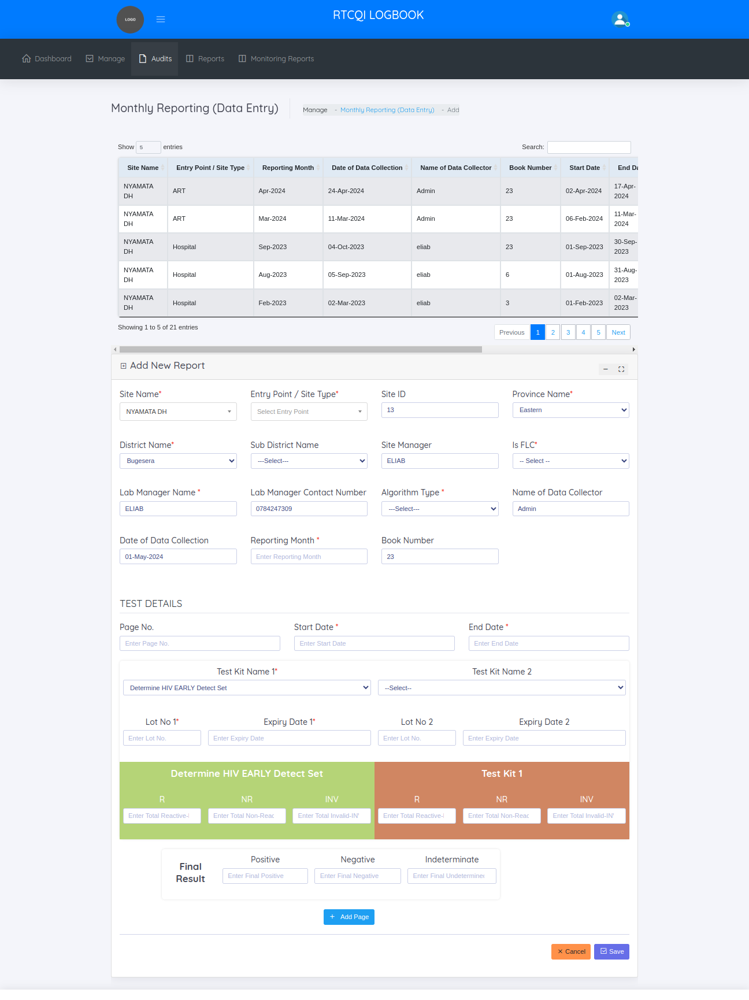 LOGO
RTCQI LOGBOOK
Dashboard Manage Audits Reports Monitoring Reports
Monthly Reporting (Data Entry) Manage - Monthly Reporting (Data Entry) - Add
Show 5 entries Search:
Site Name Entry Point / Site Type Reporting Month Date of Data Collection Name of Data Collector Book Number Start Date End Da
NYAMATA DH ART Apr-2024 24-Apr-2024 Admin 23 02-Apr-2024 17-Apr-2024
NYAMATA DH ART Mar-2024 11-Mar-2024 Admin 23 06-Feb-2024 11-Mar-2024
NYAMATA DH Hospital Sep-2023 04-Oct-2023 eliab 23 01-Sep-2023 30-Sep-2023
NYAMATA DH Hospital Aug-2023 05-Sep-2023 eliab 6 01-Aug-2023 31-Aug-2023
NYAMATA DH Hospital Feb-2023 02-Mar-2023 eliab 3 01-Feb-2023 02-Mar-2023
Showing 1 to 5 of 21 entries Previous 1 2 3 4 5 Next
Add New Report
Site Name* Entry Point / Site Type* Site ID Province Name*
NYAMATA DH Select Entry Point 13 Eastern
District Name* Sub District Name Site Manager Is FLC*
Bugesera ---Select--- ELIAB -- Select --
Lab Manager Name * Lab Manager Contact Number Algorithm Type * Name of Data Collector
ELIAB 0784247309 ---Select--- Admin
Date of Data Collection Reporting Month * Book Number
01-May-2024 Enter Reporting Month 23
TEST DETAILS
Page No. Start Date * End Date *
Enter Page No. Enter Start Date Enter End Date
Test Kit Name 1* Test Kit Name 2
Determine HIV EARLY Detect Set --Select--
Lot No 1* Expiry Date 1* Lot No 2 Expiry Date 2
Enter Lot No. Enter Expiry Date Enter Lot No. Enter Expiry Date
Determine HIV EARLY Detect Set Test Kit 1
R NR INV R NR INV
Enter Total Reactive- Enter Total Non-Reac Enter Total Invalid-IN Enter Total Reactive- Enter Total Non-Reac Enter Total Invalid-IN
Final Result Positive Negative Indeterminate
Enter Final Positive Enter Final Negative Enter Final Undetermined
+ Add Page
Cancel Save